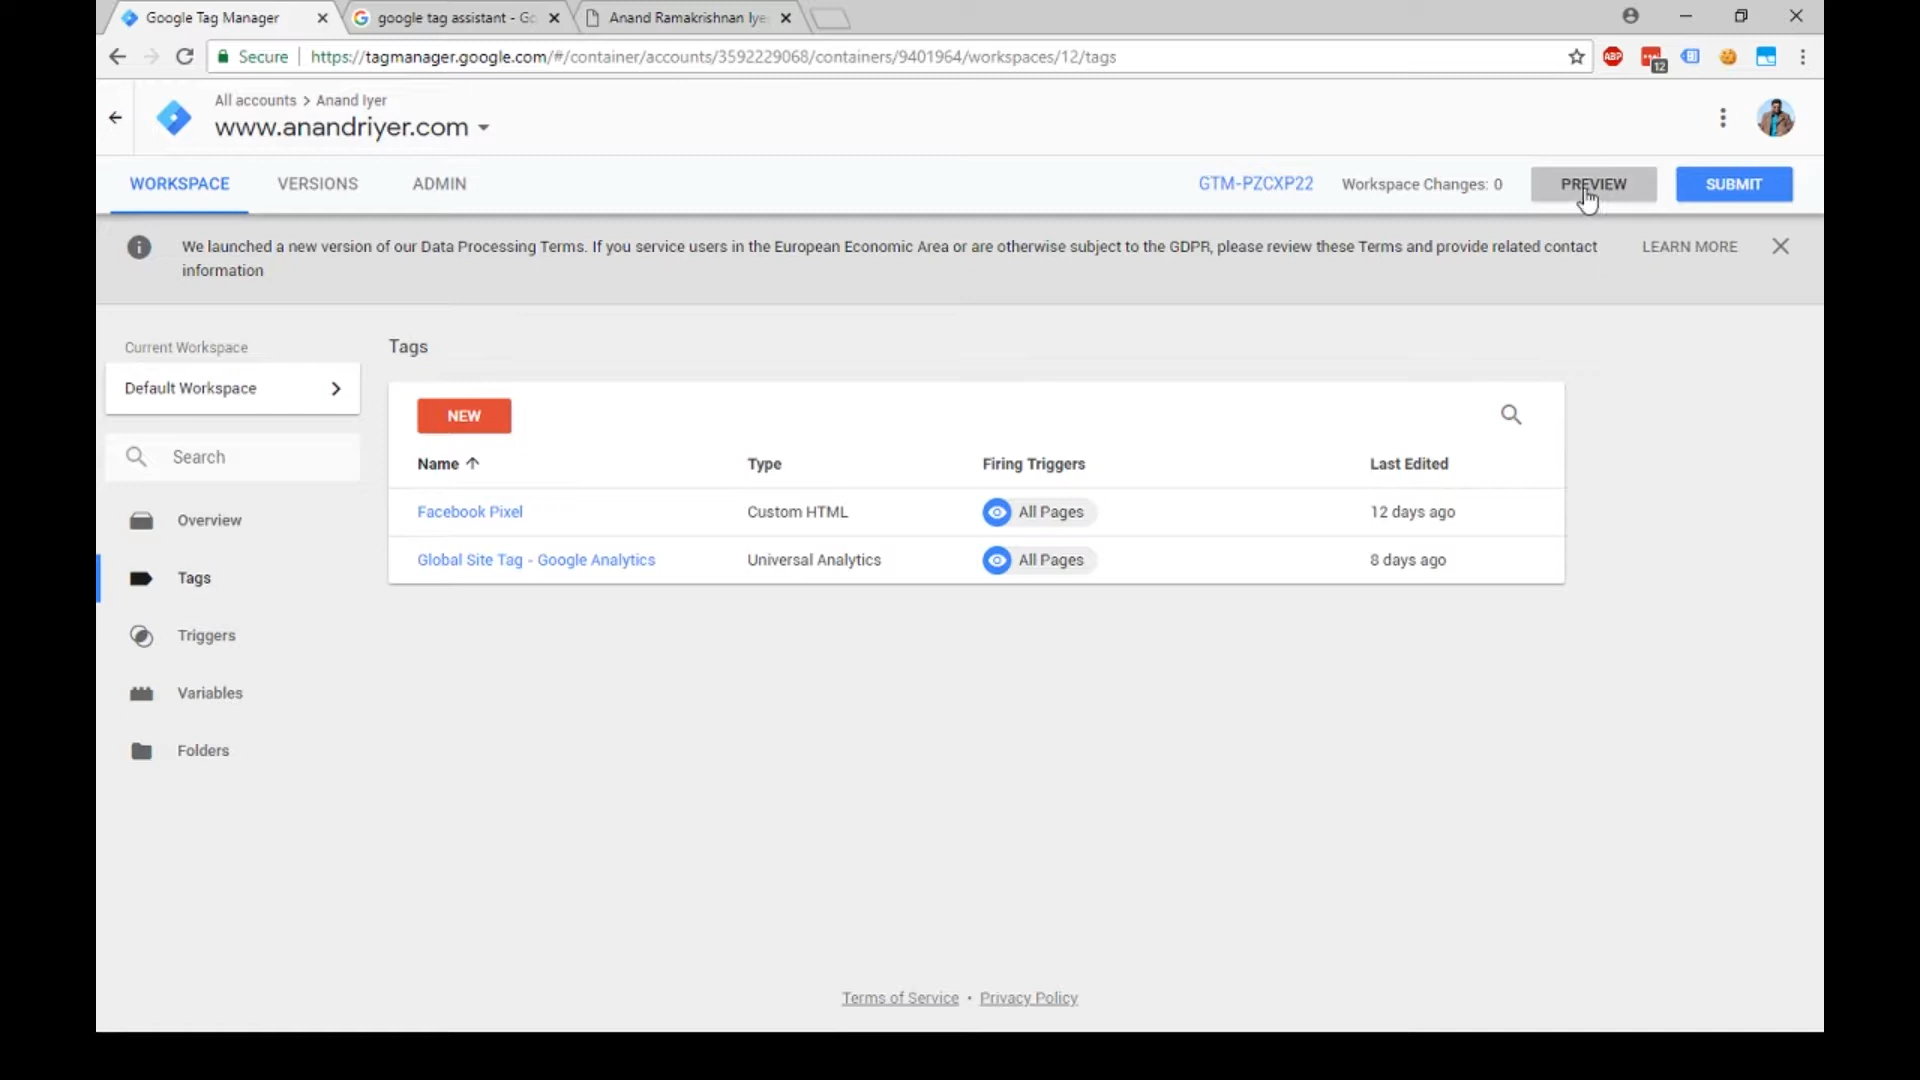 Google Tag Manager
google tag assistant - Go
Anand Ramakrishnan Iye
Secure
https://tagmanager.google.com/#/container/accounts/3592229068/containers/9401964/workspaces/12/tags
ABP
12
All accounts > Anand Iyer
www.anandriyer.com
WORKSPACE
VERSIONS
ADMIN
GTM-PZCXP22
Workspace Changes: 0
PREVIEW
SUBMIT
We launched a new version of our Data Processing Terms. If you service users in the European Economic Area or are otherwise subject to the GDPR, please review these Terms and provide related contact
information
LEARN MORE
Current Workspace
Default Workspace
Search
Overview
Tags
Triggers
Variables
Folders
Tags
NEW
Name Type Firing Triggers Last Edited
Facebook Pixel Custom HTML All Pages 12 days ago
Global Site Tag - Google Analytics Universal Analytics All Pages 8 days ago
Terms of Service • Privacy Policy